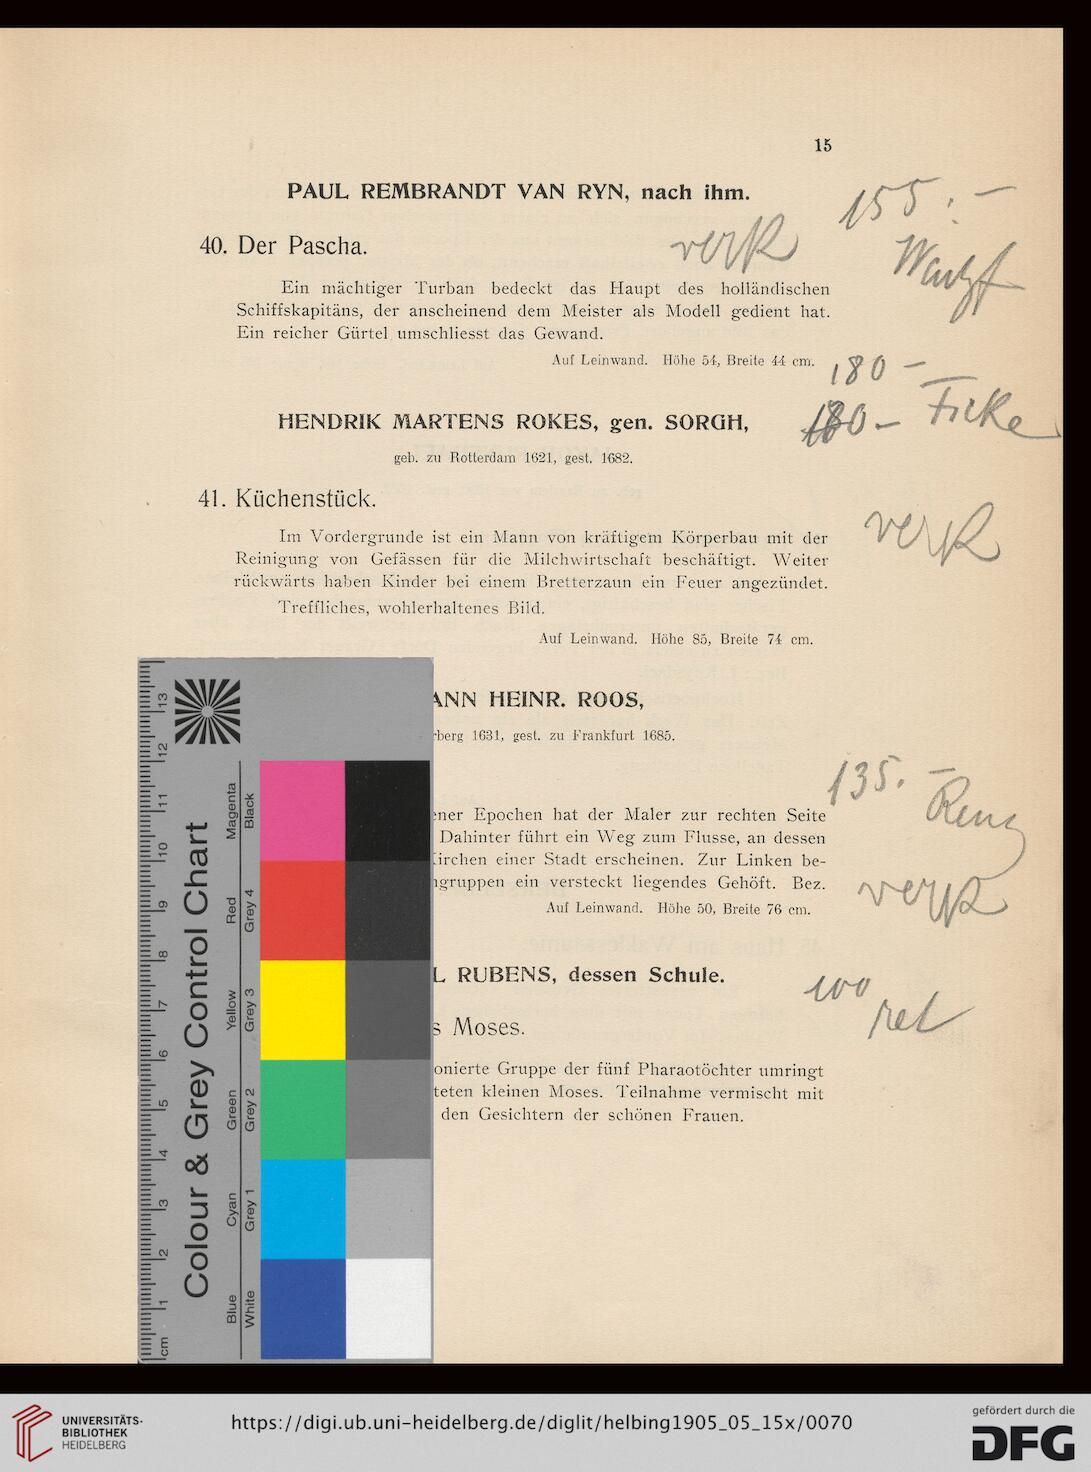 15
PAUL REMBRANDT VAN RYN, nach ihm.
155.–
40. Der Pascha.
verk
Ein mächtiger Turban bedeckt das Haupt des holländischen
Schiffskapitäns, der anscheinend dem Meister als Modell gedient hat.
Ein reicher Gürtel umschliesst das Gewand.
Auf Leinwand. Höhe 54, Breite 44 cm.
180 –
HENDRIK MARTENS ROKES, gen. SORGH,
180 – Ficke
geb. zu Rotterdam 1621, gest. 1682.
41. Küchenstück.
verk
Im Vordergrunde ist ein Mann von kräftigem Körperbau mit der
Reinigung von Gefässen für die Milchwirtschaft beschäftigt. Weiter
rückwärts haben Kinder bei einem Bretterzaun ein Feuer angezündet.
Treffliches, wohlerhaltenes Bild.
Auf Leinwand. Höhe 85, Breite 74 cm.
ANN HEINR. ROOS,
rberg 1631, gest. zu Frankfurt 1685.
135.–
ener Epochen hat der Maler zur rechten Seite
Dahinter führt ein Weg zum Flusse, an dessen
Kirchen einer Stadt erscheinen. Zur Linken be-
ngruppen ein versteckt liegendes Gehöft. Bez.
verk
Auf Leinwand. Höhe 50, Breite 76 cm.
L RUBENS, dessen Schule.
100
ret
s Moses.
onierte Gruppe der fünf Pharaotöchter umringt
teten kleinen Moses. Teilnahme vermischt mit
den Gesichtern der schönen Frauen.
Colour & Grey Control Chart
Blue Cyan Green Yellow Red Magenta
White Grey 1 Grey 2 Grey 3 Grey 4 Black
cm 1 2 3 4 5 6 7 8 9 10 11 12 13
UNIVERSITÄTS-
BIBLIOTHEK
HEIDELBERG
https://digi.ub.uni-heidelberg.de/diglit/helbing1905_05_15x/0070
gefördert durch die
DFG